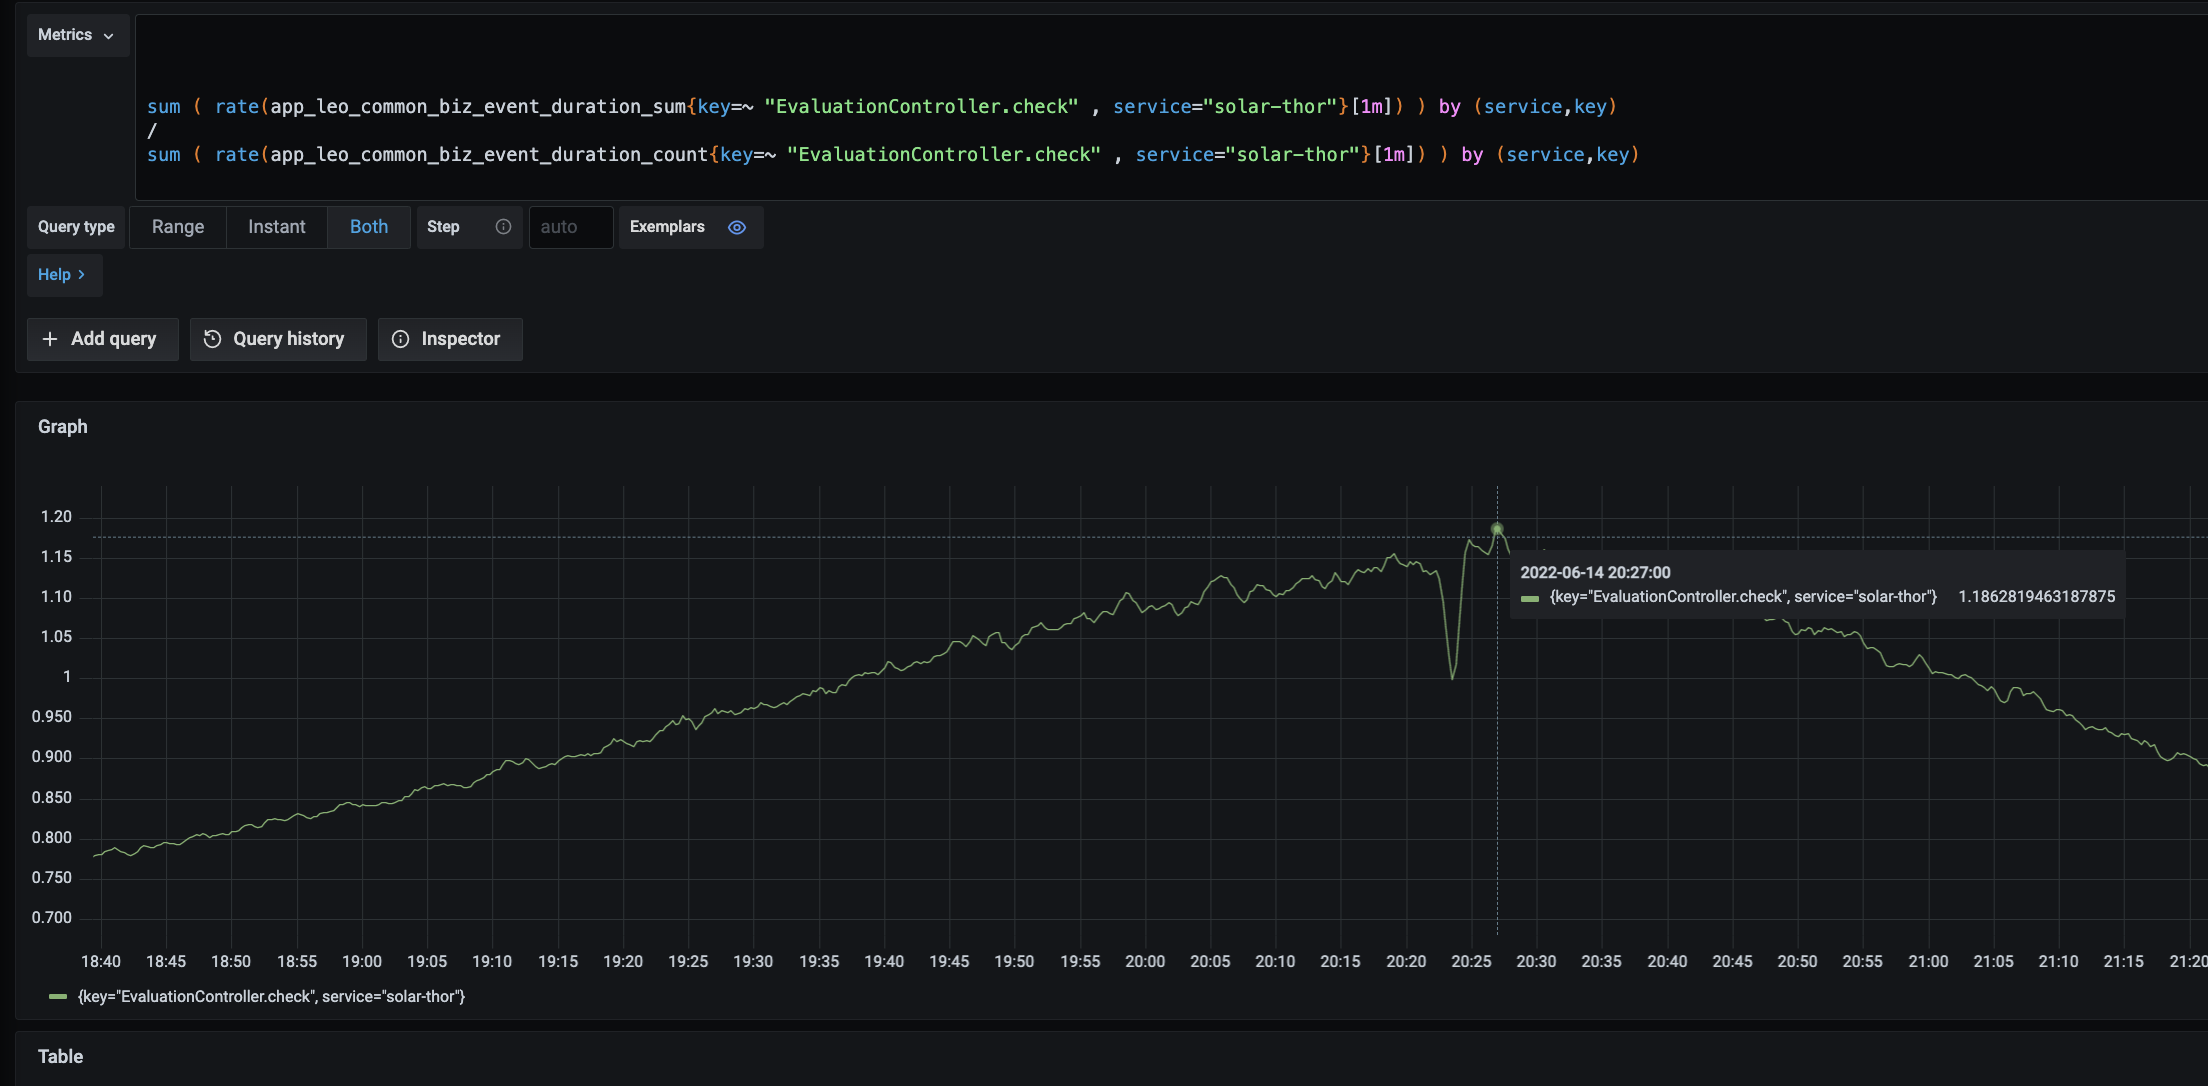 Metrics
sum ( rate(app_leo_common_biz_event_duration_sum{key=~ "EvaluationController.check" , service="solar-thor"}[1m]) ) by (service,key)
/
sum ( rate(app_leo_common_biz_event_duration_count{key=~ "EvaluationController.check" , service="solar-thor"}[1m]) ) by (service,key)
Query type Range Instant Both Step auto Exemplars
Help >
+ Add query Query history Inspector
Graph
1.20
1.15
1.10
1.05
1
0.950
0.900
0.850
0.800
0.750
0.700
2022-06-14 20:27:00
{key="EvaluationController.check", service="solar-thor"} 1.1862819463187875
18:40 18:45 18:50 18:55 19:00 19:05 19:10 19:15 19:20 19:25 19:30 19:35 19:40 19:45 19:50 19:55 20:00 20:05 20:10 20:15 20:20 20:25 20:30 20:35 20:40 20:45 20:50 20:55 21:00 21:05 21:10 21:15 21:20
{key="EvaluationController.check", service="solar-thor"}
Table